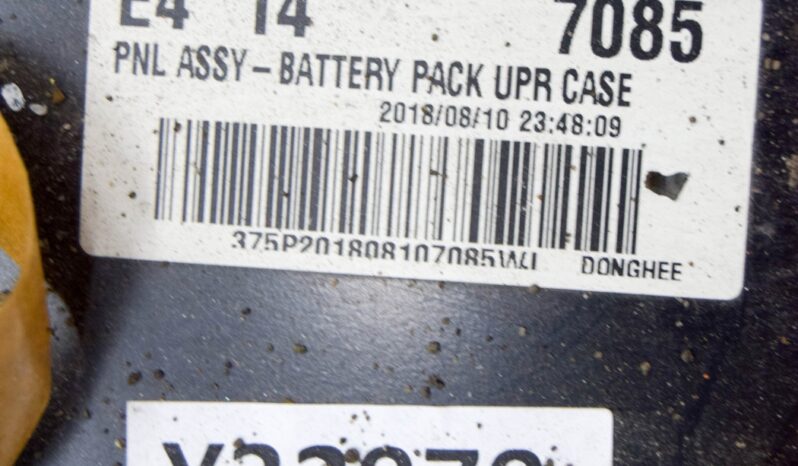 E4 14 7085
PNL ASSY-BATTERY PACK UPR CASE
2018/08/10 23:48:09
375P201808107085WI DONGHEE